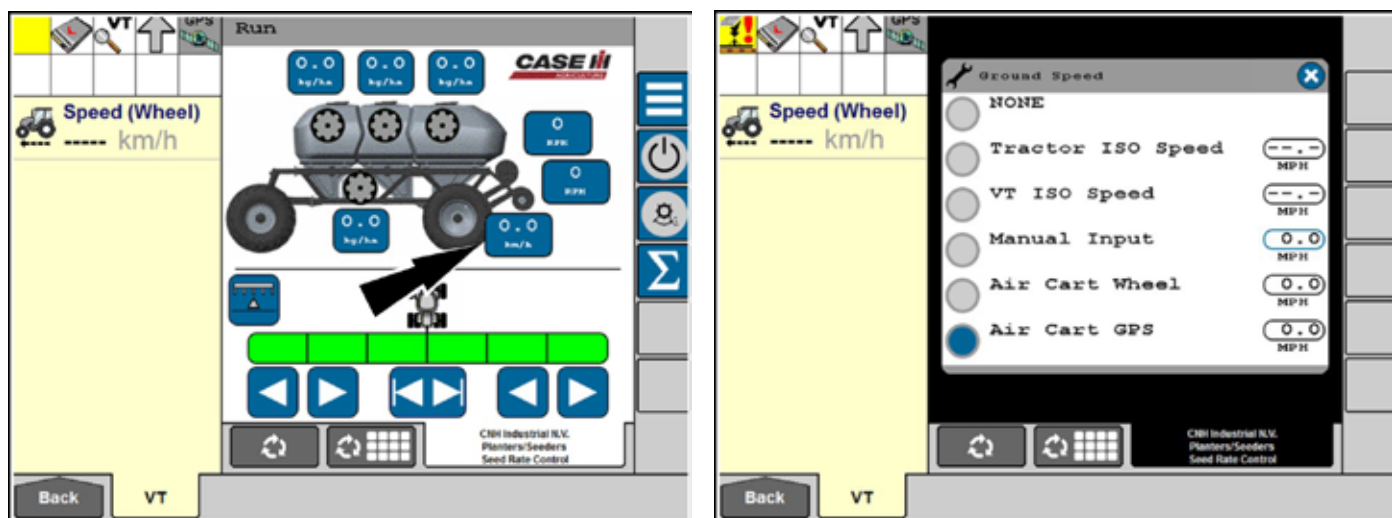 VT
GPS
Run
0.0
kg/ha
0.0
kg/ha
0.0
kg/ha
CASE IH
AGRICULTURE
Speed (Wheel)
----- km/h
0
RPM
0
RPM
0.0
kg/ha
0.0
km/h
Σ
CNH Industrial N.V.
Planters/Seeders
Seed Rate Control
Back
VT
VT
GPS
Ground Speed
Speed (Wheel)
----- km/h
NONE
Tractor ISO Speed --.-
MPH
VT ISO Speed --.-
MPH
Manual Input 0.0
MPH
Air Cart Wheel 0.0
MPH
Air Cart GPS 0.0
MPH
CNH Industrial N.V.
Planters/Seeders
Seed Rate Control
Back
VT